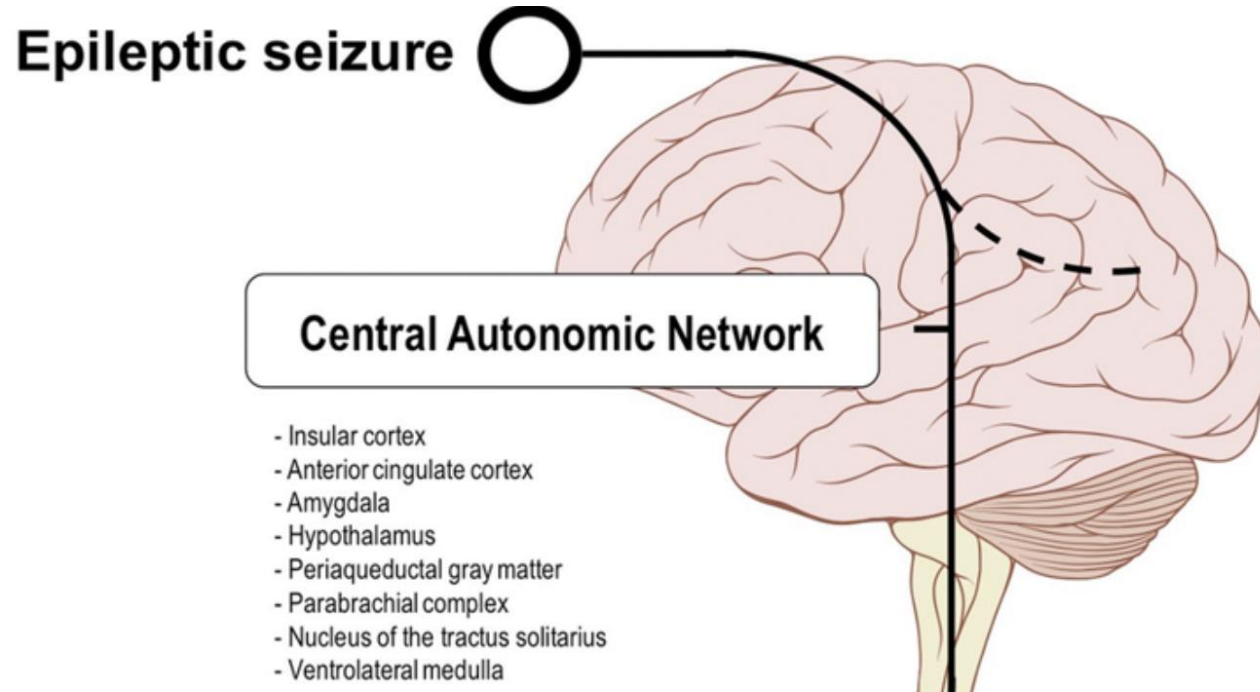 Epileptic seizure
Central Autonomic Network
- Insular cortex
- Anterior cingulate cortex
- Amygdala
- Hypothalamus
- Periaqueductal gray matter
- Parabrachial complex
- Nucleus of the tractus solitarius
- Ventrolateral medulla